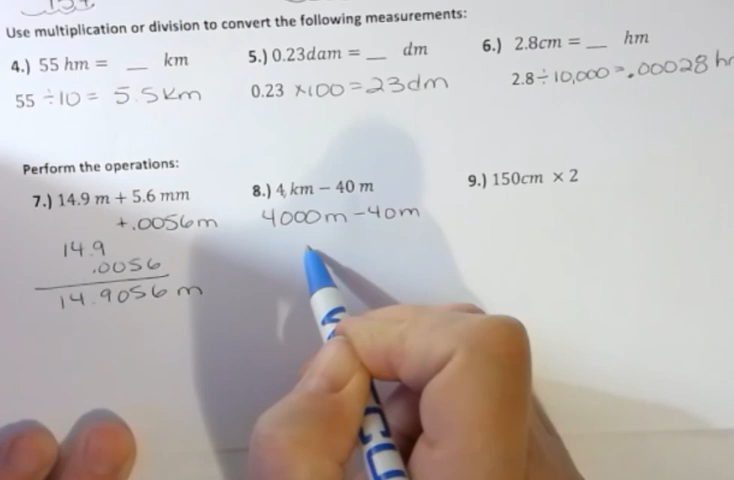 Use multiplication or division to convert the following measurements:
4.) 55 hm = __ km
55 ÷10 = 5.5km
5.) 0.23dam = __ dm
0.23 ×100 = 23dm
6.) 2.8cm = __ hm
2.8÷10,000 = .00028 h
Perform the operations:
7.) 14.9 m + 5.6 mm
+.0056m
14.9
.0056
14.9056 m
8.) 4 km − 40 m
4000m − 40m
9.) 150cm × 2